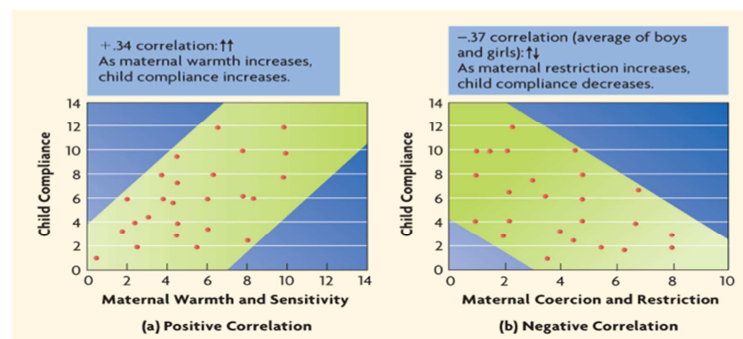 +.34 correlation:↑↑
As maternal warmth increases,
child compliance increases.
–.37 correlation (average of boys
and girls):↑↓
As maternal restriction increases,
child compliance decreases.
Child Compliance
14
12
10
8
6
4
2
0
0 2 4 6 8 10 12 14
Maternal Warmth and Sensitivity
(a) Positive Correlation
Child Compliance
14
12
10
8
6
4
2
0
0 2 4 6 8 10
Maternal Coercion and Restriction
(b) Negative Correlation